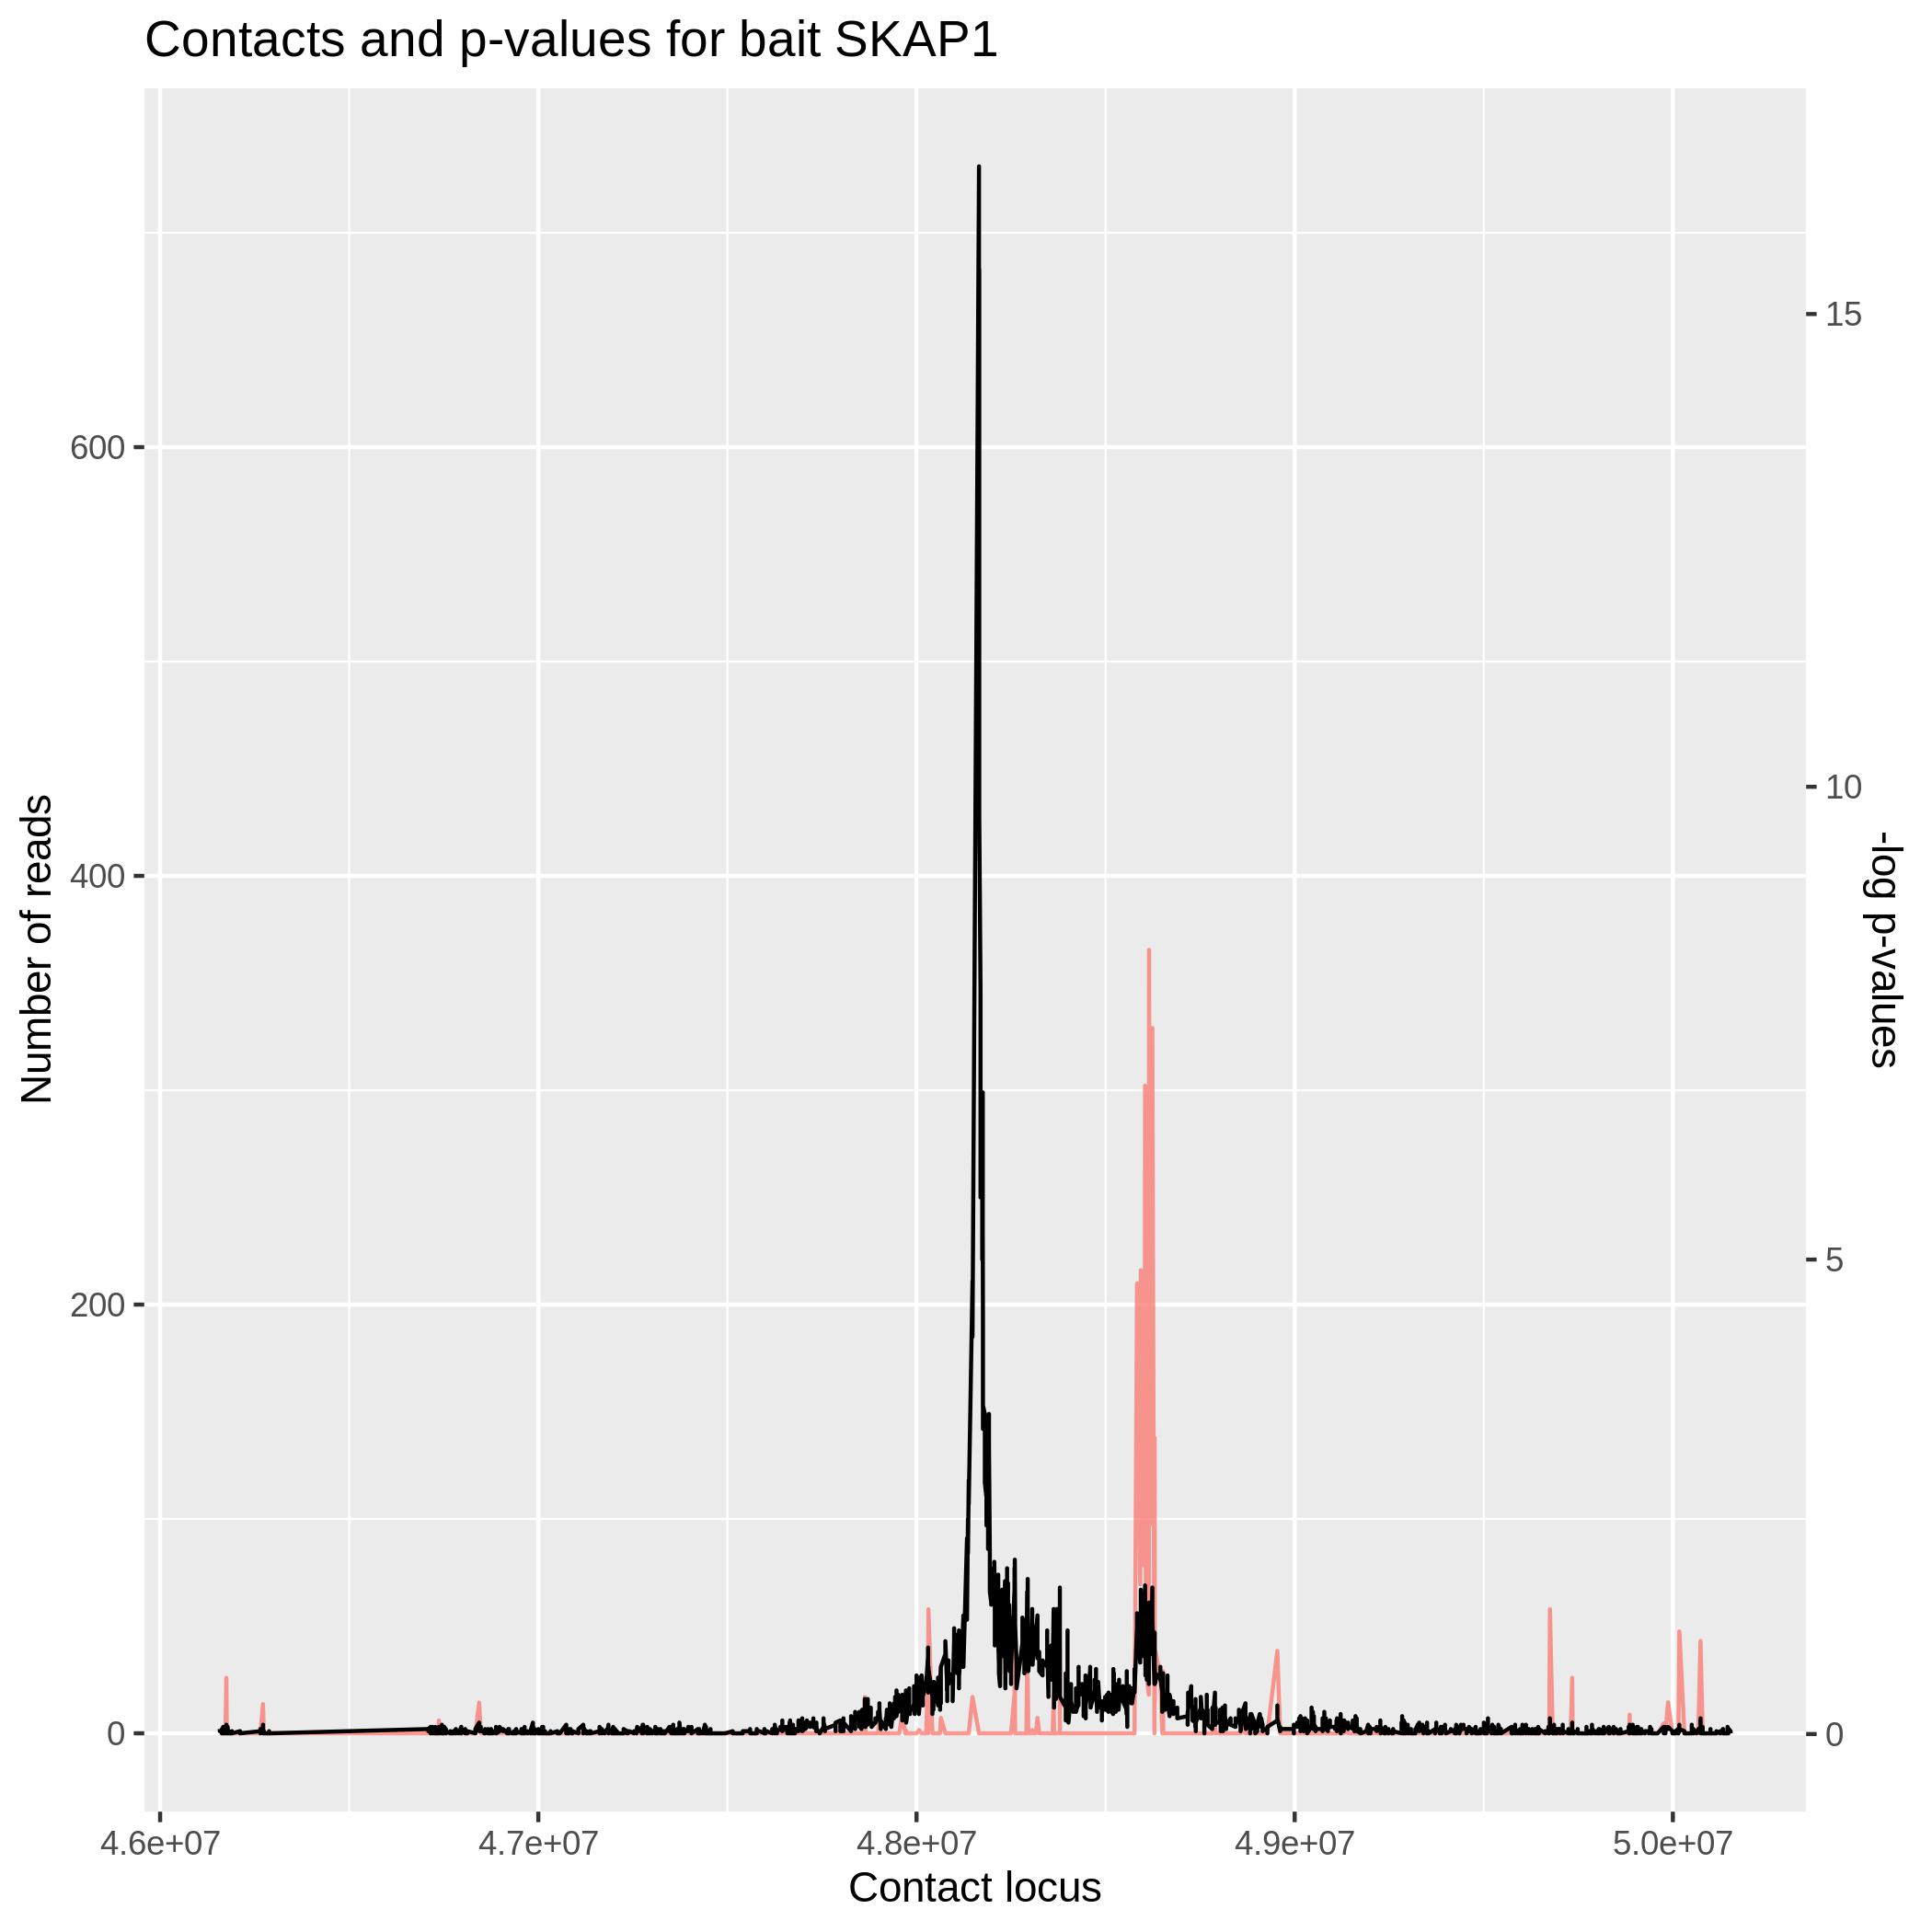 Contacts and p-values for bait SKAP1
Number of reads
600
400
200
0
15
10
5
0
-log p-values
4.6e+07 4.7e+07 4.8e+07 4.9e+07 5.0e+07
Contact locus